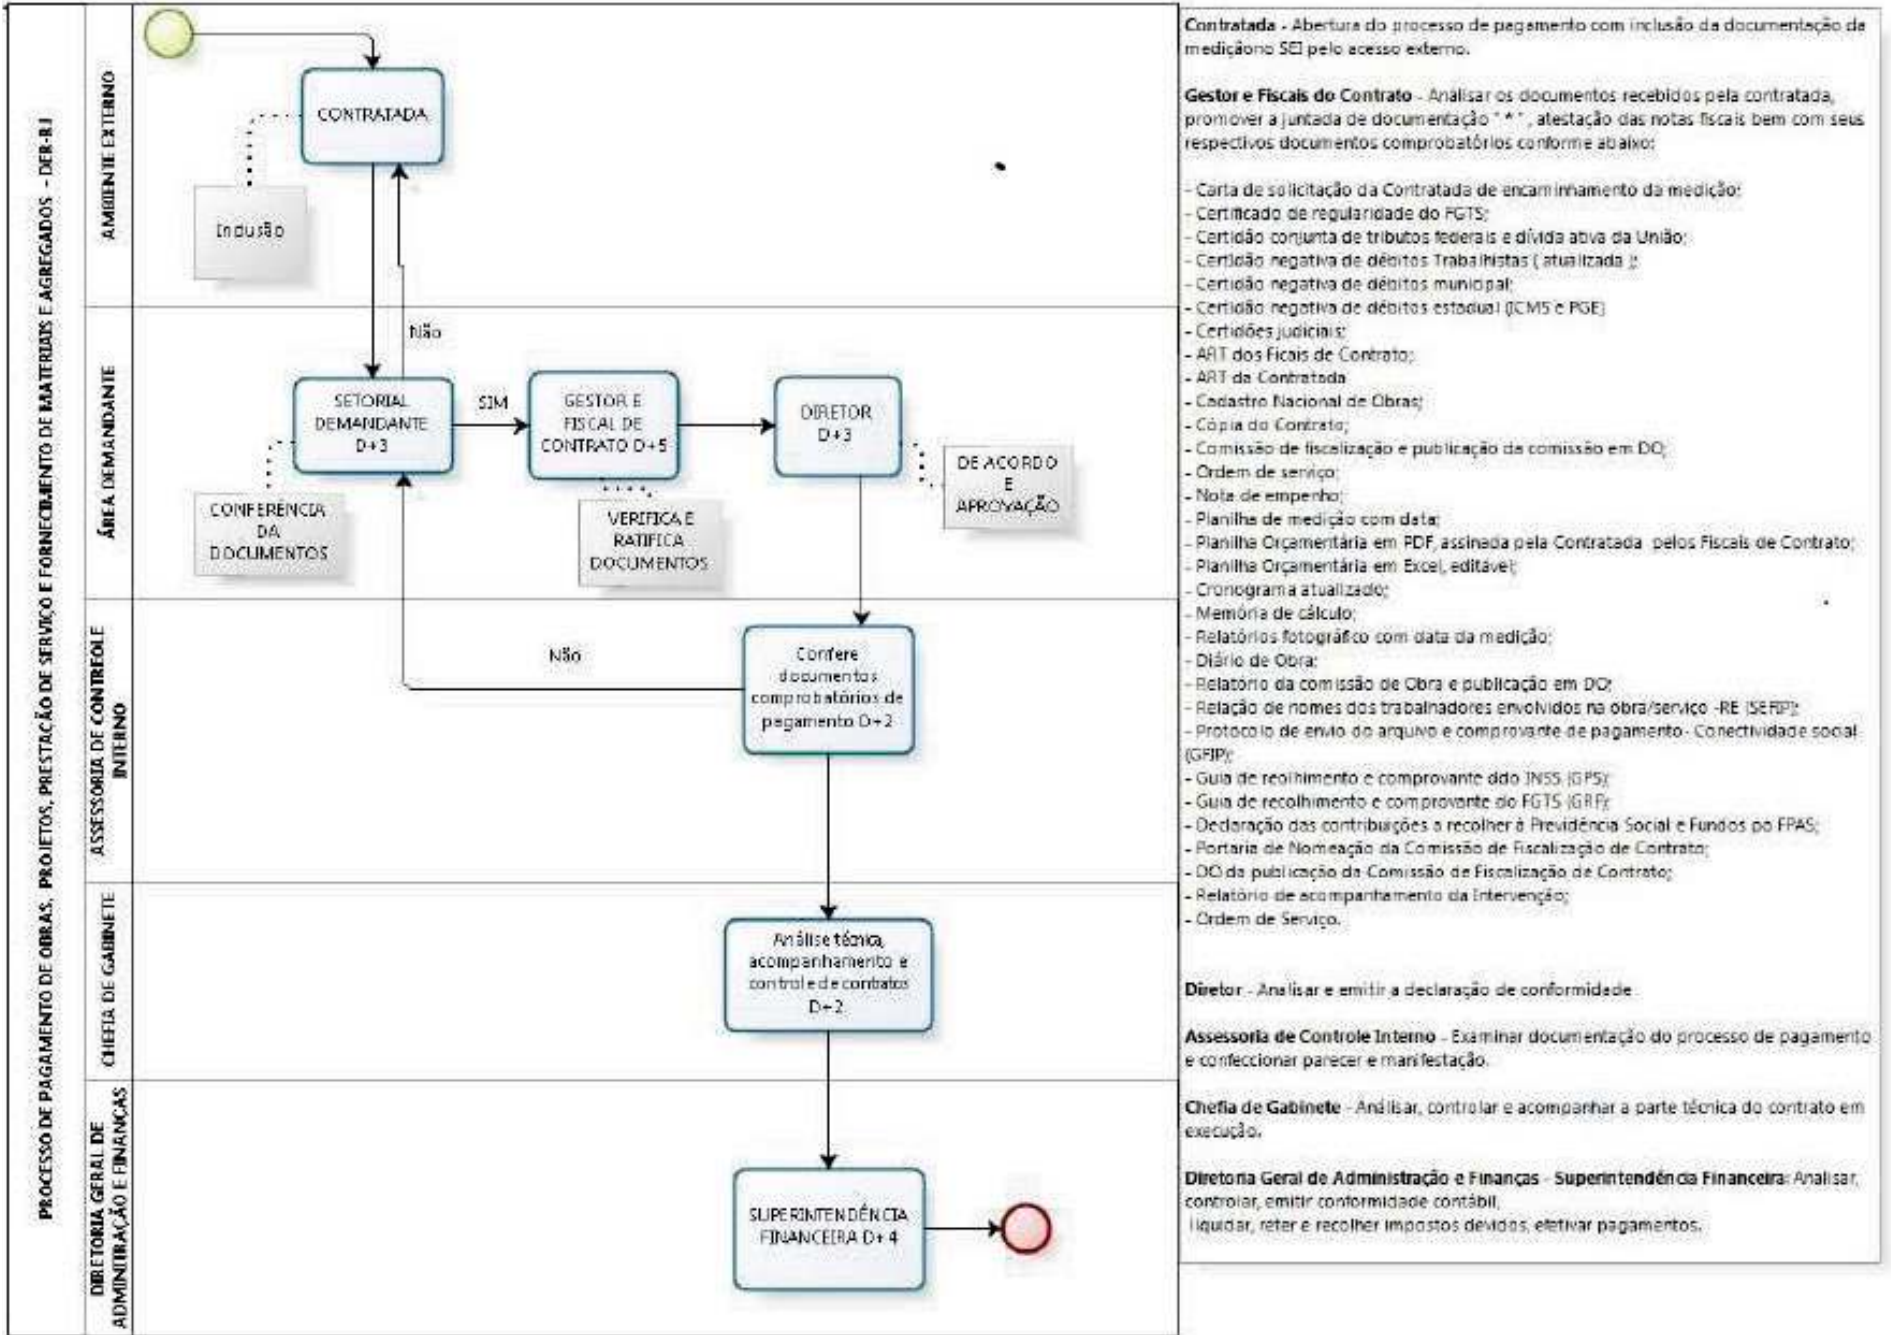 PROCESSO DE PAGAMENTO DE OBRAS, PROJETOS, PRESTAÇÃO DE SERVIÇO E FORNECIMENTO DE MATERIAIS E AGREGADOS - DER-RJ
AMBIENTE EXTERNO
CONTRATADA
Indusão
Não
ÁREA DEMANDANTE
SETORIAL
DEMANDANTE
D+3
SIM
GESTOR E
FISCAL DE
CONTRATO D+5
DIRETOR
D+3
CONFERÊNCIA
DA
DOCUMENTOS
VERIFICA E
RATIFICA
DOCUMENTOS
DE ACORDO
E
APROVAÇÃO
ASSESSORIA DE CONTREOLE
INTERNO
Não
Confere
documentos
comprobatórios de
pagamento D+2
CHEFIA DE GABINETE
Análise técnica,
acompanhamento e
controle de contratos
D+2
DIRETORIA GERAL DE
ADMINITRAÇÃO E FINANÇAS
SUPERINTENDÊNCIA
FINANCEIRA D+4
Contratada - Abertura do processo de pagamento com inclusão da documentação da
mediçãono SEI pelo acesso externo.
Gestor e Fiscais do Contrato - Análisar os documentos recebidos pela contratada,
promover a juntada de documentação "*", atestação das notas fiscais bem com seus
respectivos documentos comprobatórios conforme abaixo:
- Carta de solicitação da Contratada de encaminhamento da medição;
- Certificado de regularidade do FGTS;
- Certidão conjunta de tributos federais e dívida ativa da União;
- Certidão negativa de débitos Trabalhistas ( atualizada );
- Certidão negativa de débitos municipal;
- Certidão negativa de débitos estadual (ICMS e PGE)
- Certidões judiciais;
- ART dos Ficais de Contrato;
- ART da Contratada
- Cadastro Nacional de Obras;
- Cópia do Contrato;
- Comissão de fiscalização e publicação da comissão em DO;
- Ordem de serviço;
- Nota de empenho;
- Planilha de medição com data;
- Planilha Orçamentária em PDF, assinada pela Contratada pelos Fiscais de Contrato;
- Planilha Orçamentária em Excel, editável;
- Cronograma atualizado;
- Memória de cálculo;
- Relatórios fotográfico com data da medição;
- Diário de Obra;
- Relatório da comissão de Obra e publicação em DO;
- Relação de nomes dos trabalhadores envolvidos na obra/serviço -RE (SEFIP);
- Protocolo de envio do arquivo e comprovante de pagamento- Conectividade social
(GFIP);
- Guia de reolhimento e comprovante ddo INSS (GPS);
- Guia de recolhimento e comprovante do FGTS (GRF);
- Declaração das contribuições a recolher à Previdência Social e Fundos po FPAS;
- Portaria de Nomeação da Comissão de Fiscalização de Contrato;
- DO da publicação da Comissão de Fiscalização de Contrato;
- Relatório de acompanhamento da Intervenção;
- Ordem de Serviço.
Diretor - Analisar e emitir a declaração de conformidade
Assessoria de Controle Interno - Examinar documentação do processo de pagamento
e confeccionar parecer e manifestação.
Chefia de Gabinete - Análisar, controlar e acompanhar a parte técnica do contrato em
execução.
Diretoria Geral de Administração e Finanças - Superintendência Financeira: Analisar,
controlar, emitir conformidade contábil,
liquidar, reter e recolher impostos devidos, efetivar pagamentos.